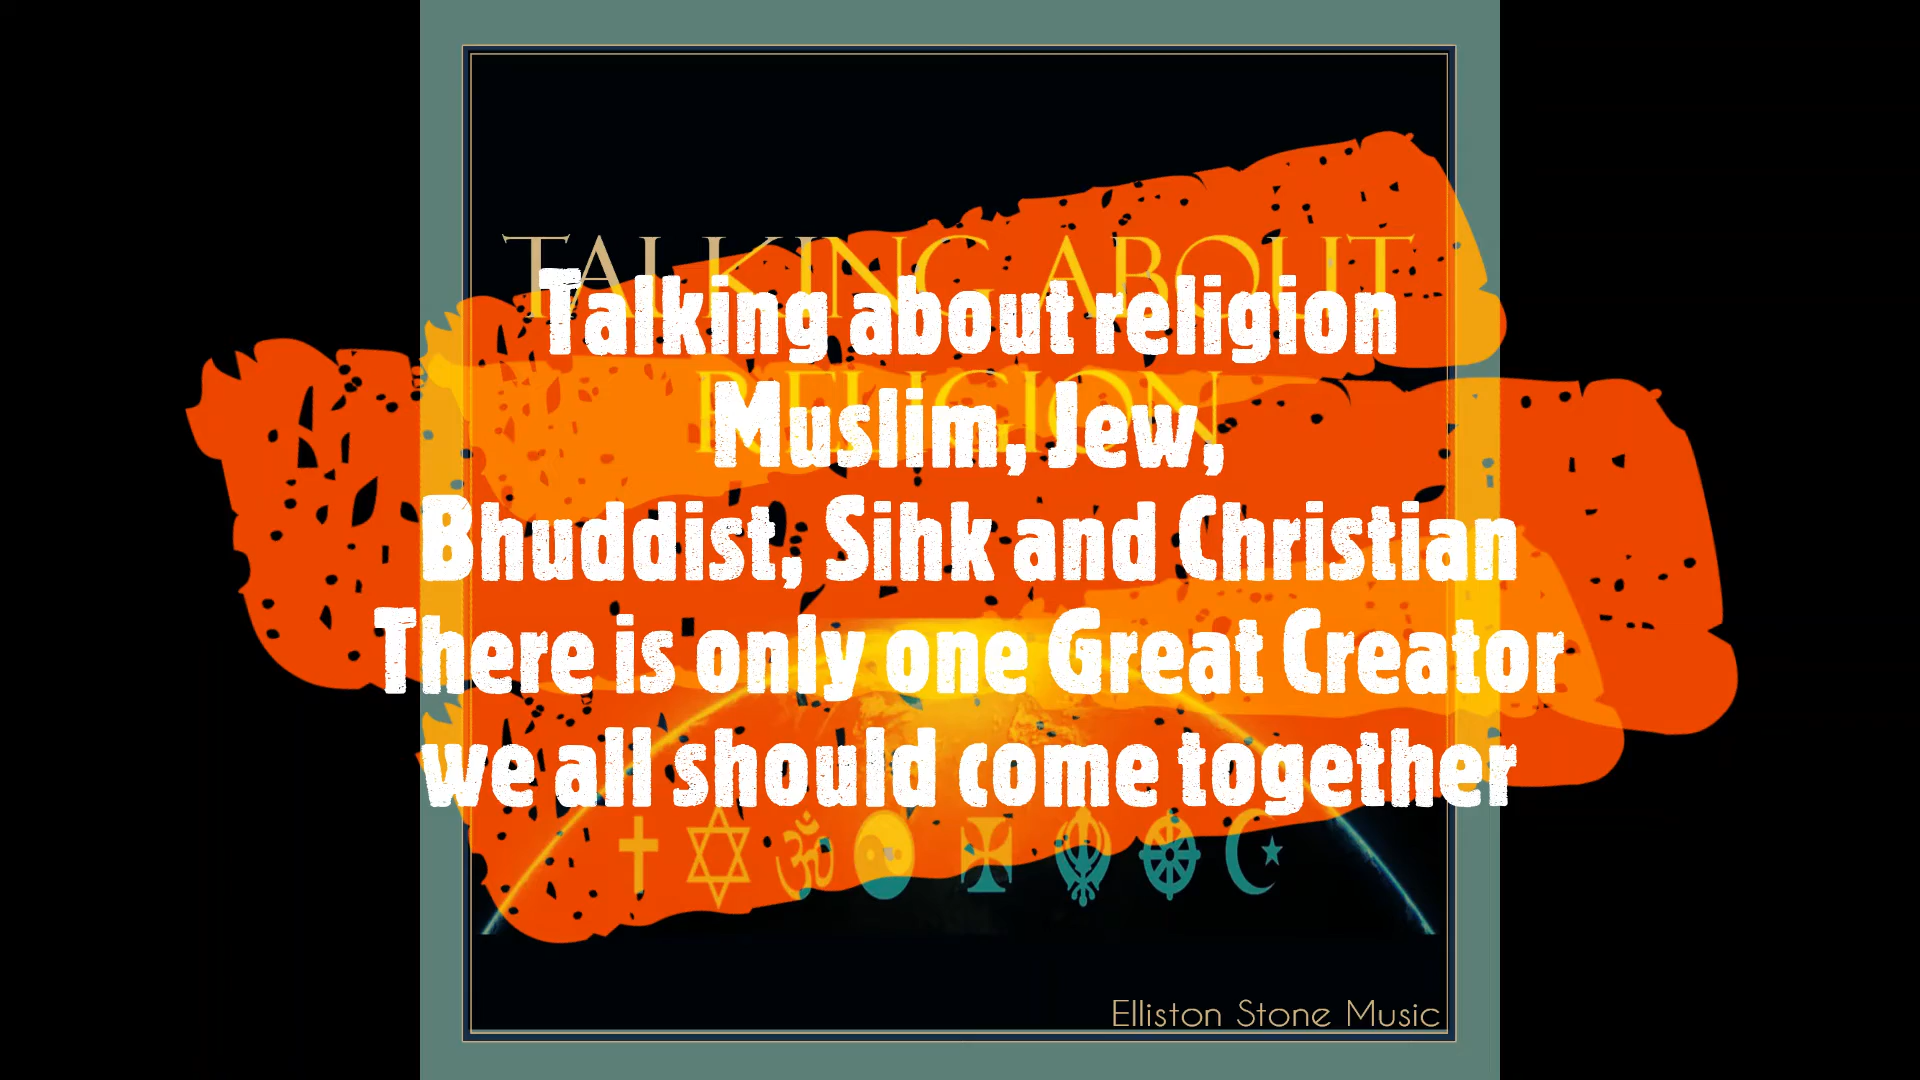 TALKING ABOUT
RELIGION
Talking about religion
Muslim, Jew,
Bhuddist, Sihk and Christian
There is only one Great Creator
we all should come together
Elliston Stone Music